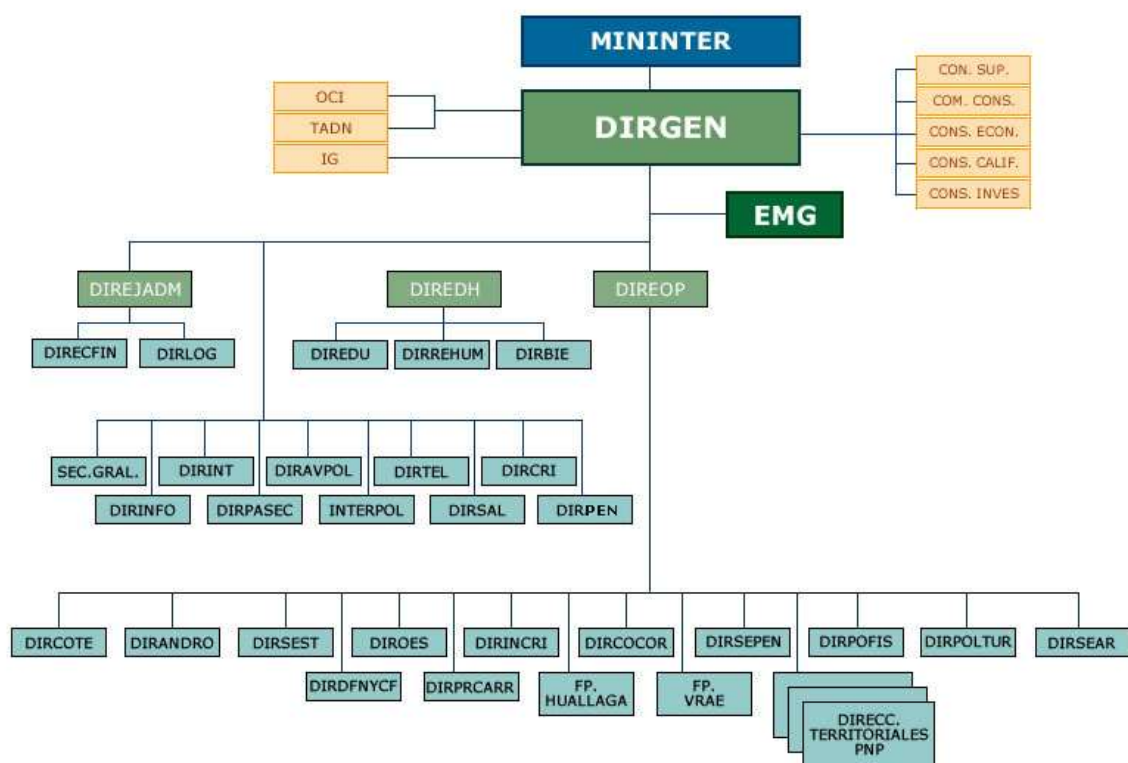 MININTER
OCI
TADN
IG
DIRGEN
CON. SUP.
COM. CONS.
CONS. ECON.
CONS. CALIF.
CONS. INVES
EMG
DIREJADM
DIREDH
DIREOP
DIRECFIN
DIRLOG
DIREDU
DIRREHUM
DIRBIE
SEC.GRAL.
DIRINT
DIRAVPOL
DIRTEL
DIRCRI
DIRINFO
DIRPASEC
INTERPOL
DIRSAL
DIRPEN
DIRCOTE
DIRANDRO
DIRSEST
DIROES
DIRINCRI
DIRCOCOR
DIRSEPEN
DIRPOFIS
DIRPOLTUR
DIRSEAR
DIRDFNYCF
DIRPRCARR
FP.
HUALLAGA
FP.
VRAE
DIRECC.
TERRITORIALES
PNP